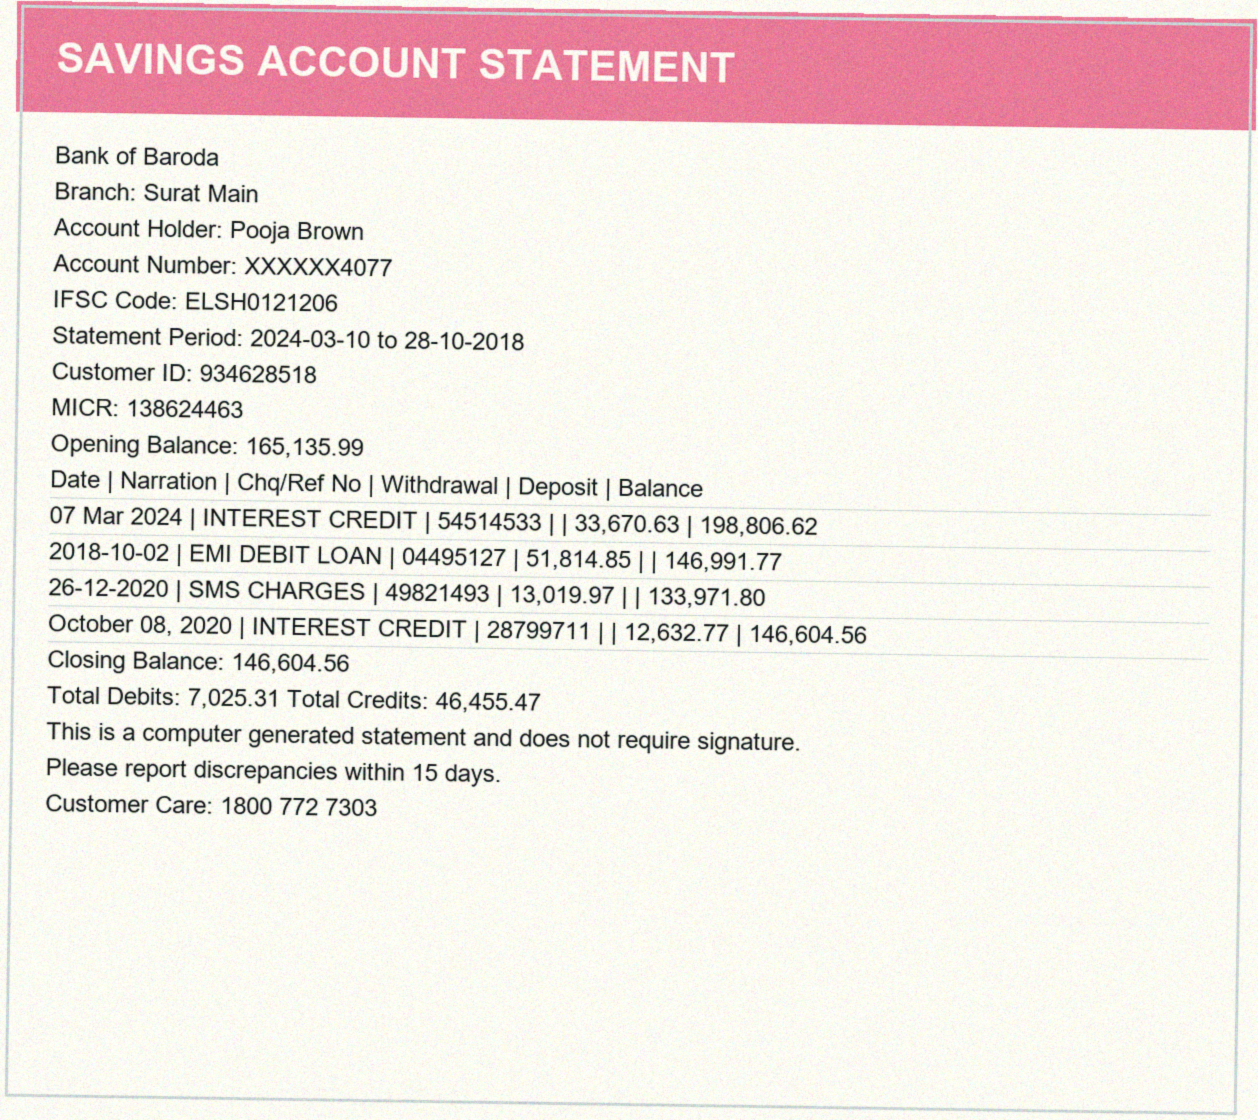 SAVINGS ACCOUNT STATEMENT
Bank of Baroda
Branch: Surat Main
Account Holder: Pooja Brown
Account Number: XXXXXX4077
IFSC Code: ELSH0121206
Statement Period: 2024-03-10 to 28-10-2018
Customer ID: 934628518
MICR: 138624463
Opening Balance: 165,135.99
Date | Narration | Chq/Ref No | Withdrawal | Deposit | Balance
07 Mar 2024 | INTEREST CREDIT | 54514533 | | 33,670.63 | 198,806.62
2018-10-02 | EMI DEBIT LOAN | 04495127 | 51,814.85 | | 146,991.77
26-12-2020 | SMS CHARGES | 49821493 | 13,019.97 | | 133,971.80
October 08, 2020 | INTEREST CREDIT | 28799711 | | 12,632.77 | 146,604.56
Closing Balance: 146,604.56
Total Debits: 7,025.31 Total Credits: 46,455.47
This is a computer generated statement and does not require signature.
Please report discrepancies within 15 days.
Customer Care: 1800 772 7303